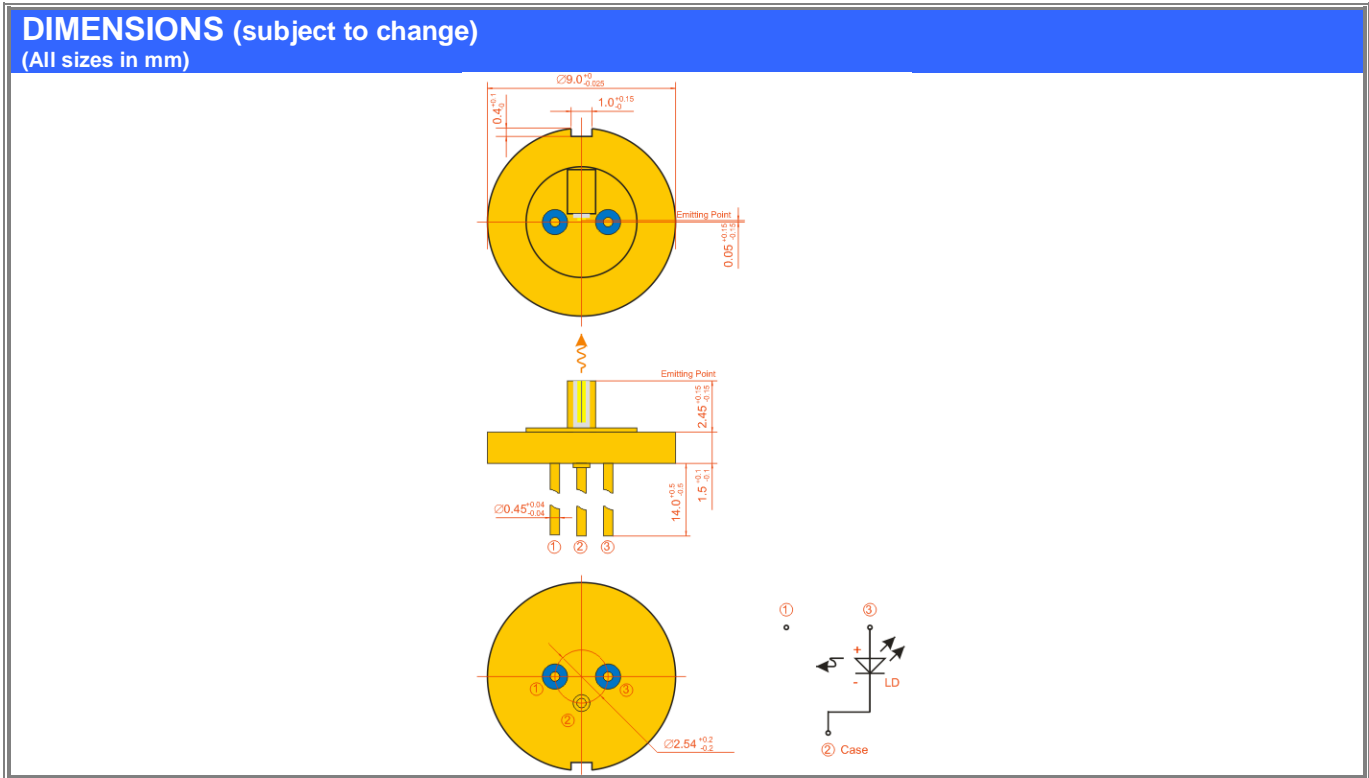 DIMENSIONS (subject to change)
(All sizes in mm)
∅9.0 +0 -0.025
0.4 +0.1 0
1.0 +0.15 -0
Emitting Point
0.05 +0.15 -0.15
Emitting Point
2.45 +0.15 -0.15
1.5 +0.1 -0.1
14.0 +0.5 -0.5
∅0.45 +0.04 -0.04
① ② ③
① ③
②
∅2.54 +0.2 -0.2
① ③
+
- LD
② Case